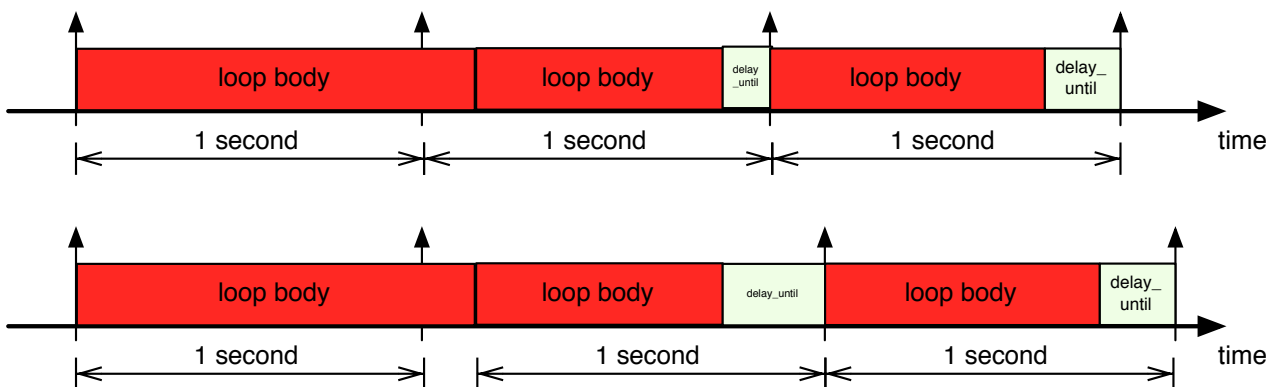 loop body
loop body
delay
_until
loop body
delay_
until
1 second
1 second
1 second
time
loop body
loop body
delay_until
loop body
delay_
until
1 second
1 second
1 second
time